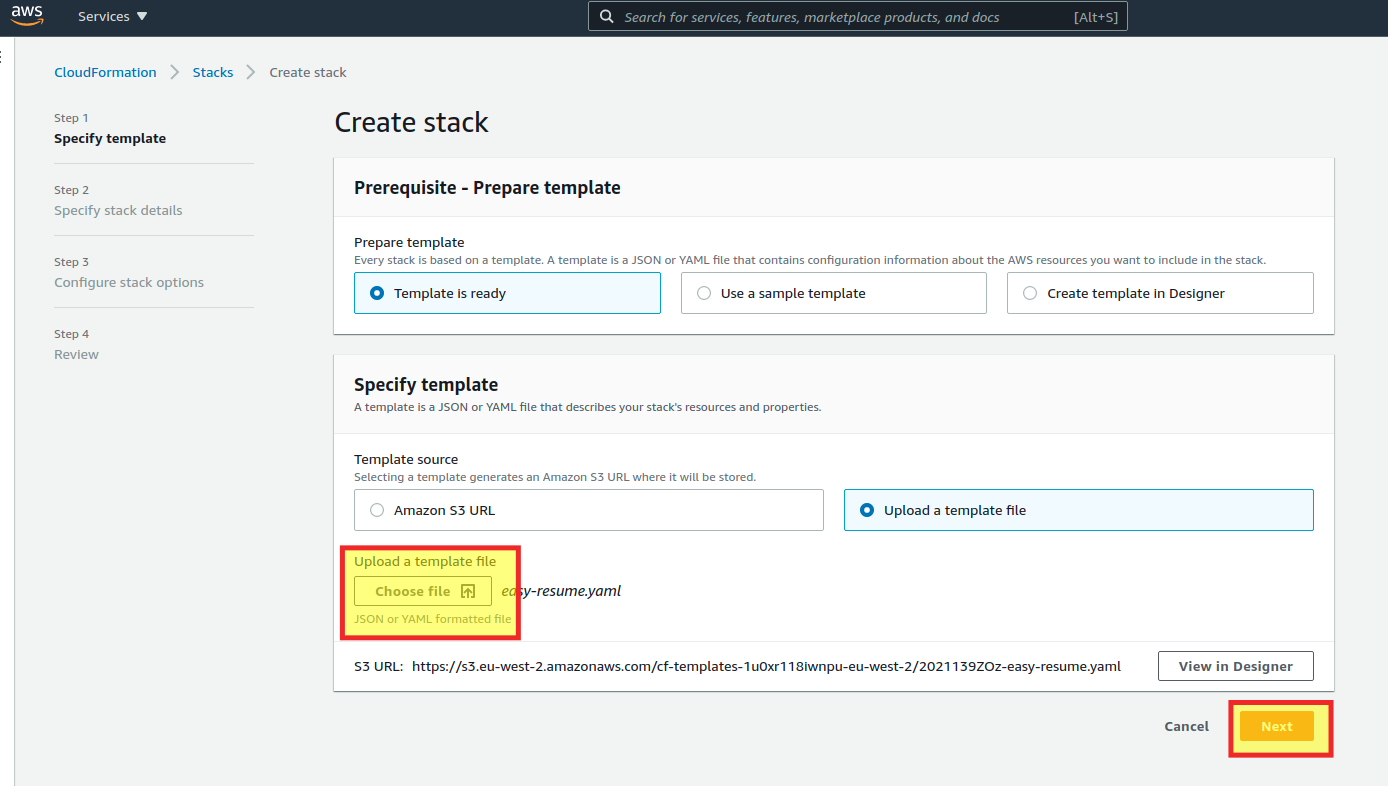 aws
Services
Search for services, features, marketplace products, and docs [Alt+S]
CloudFormation Stacks Create stack
Step 1
Specify template
Step 2
Specify stack details
Step 3
Configure stack options
Step 4
Review
Create stack
Prerequisite - Prepare template
Prepare template
Every stack is based on a template. A template is a JSON or YAML file that contains configuration information about the AWS resources you want to include in the stack.
Template is ready
Use a sample template
Create template in Designer
Specify template
A template is a JSON or YAML file that describes your stack's resources and properties.
Template source
Selecting a template generates an Amazon S3 URL where it will be stored.
Amazon S3 URL
Upload a template file
Upload a template file
Choose file easy-resume.yaml
JSON or YAML formatted file
S3 URL: https://s3.eu-west-2.amazonaws.com/cf-templates-1u0xr118iwnpu-eu-west-2/2021139ZOz-easy-resume.yaml View in Designer
Cancel Next